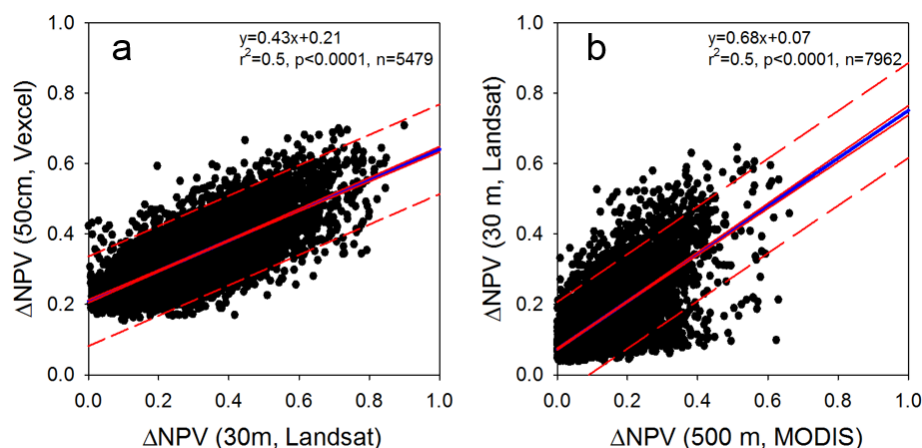 a
y=0.43x+0.21
r²=0.5, p<0.0001, n=5479
1.0
0.8
0.6
0.4
0.2
0.0
ΔNPV (50cm, Vexcel)
0.0 0.2 0.4 0.6 0.8 1.0
ΔNPV (30m, Landsat)
b
y=0.68x+0.07
r²=0.5, p<0.0001, n=7962
1.0
0.8
0.6
0.4
0.2
0.0
ΔNPV (30 m, Landsat)
0.0 0.2 0.4 0.6 0.8 1.0
ΔNPV (500 m, MODIS)